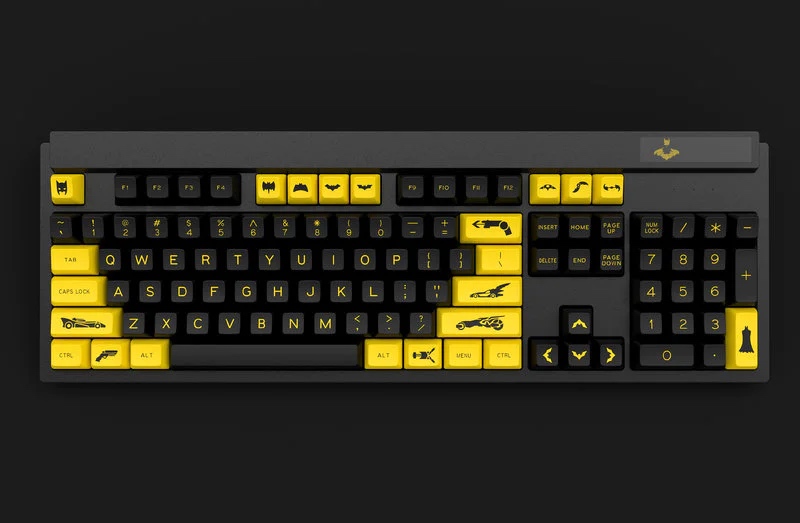 F1 F2 F3 F4 F9 F10 F11 F12
~ ! @ # $ % ^ & * ( ) — +
` 1 2 3 4 5 6 7 8 9 0 - =
INSERT HOME PAGE UP
NUM LOCK / * -
TAB Q W E R T Y U I O P { [ } ] | \
DELETE END PAGE DOWN
7 8 9 +
CAPS LOCK A S D F G H J K L : ; " '
4 5 6
Z X C V B N M < , > . ? /
1 2 3
CTRL ALT ALT MENU CTRL
0 .